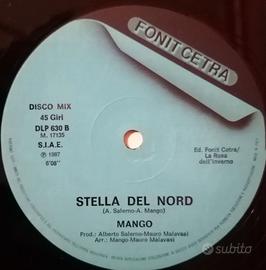 FONIT CETRA
DISCO MIX
45 Giri
DLP 630 B
M. 17135
S.I.A.E.
℗ 1987
6'08"
Ed. Fonit Cetra/
La Rosa
dell'Inverno
STELLA DEL NORD
(A. Salerno-A. Mango)
MANGO
Prod.: Alberto Salerno-Mauro Malavasi
Arr.: Mango-Mauro Malavasi
subito